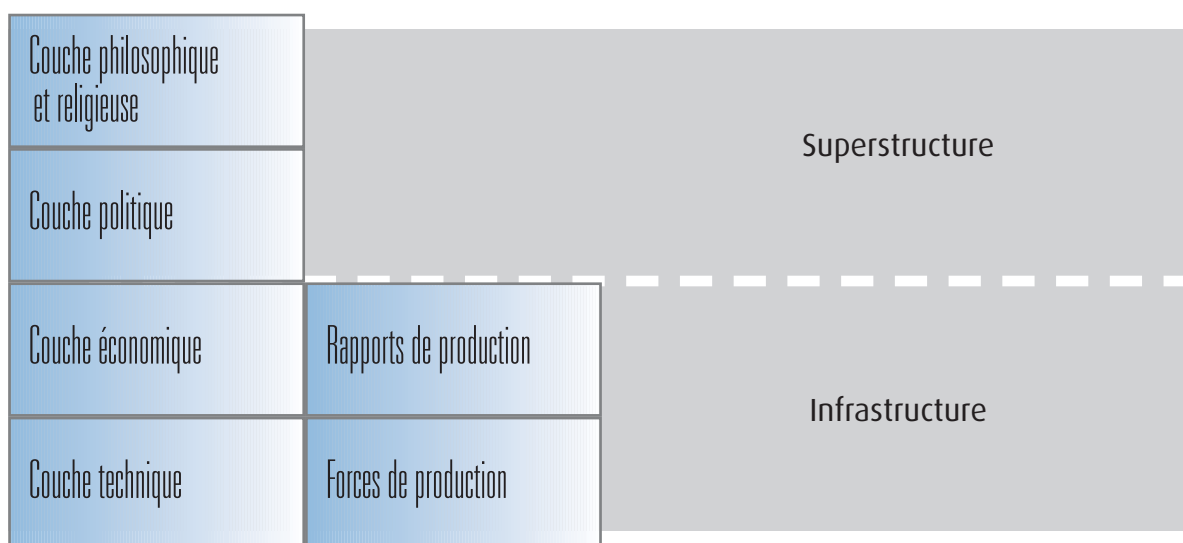 Couche philosophique
et religieuse
Superstructure
Couche politique
Couche économique
Rapports de production
Infrastructure
Couche technique
Forces de production